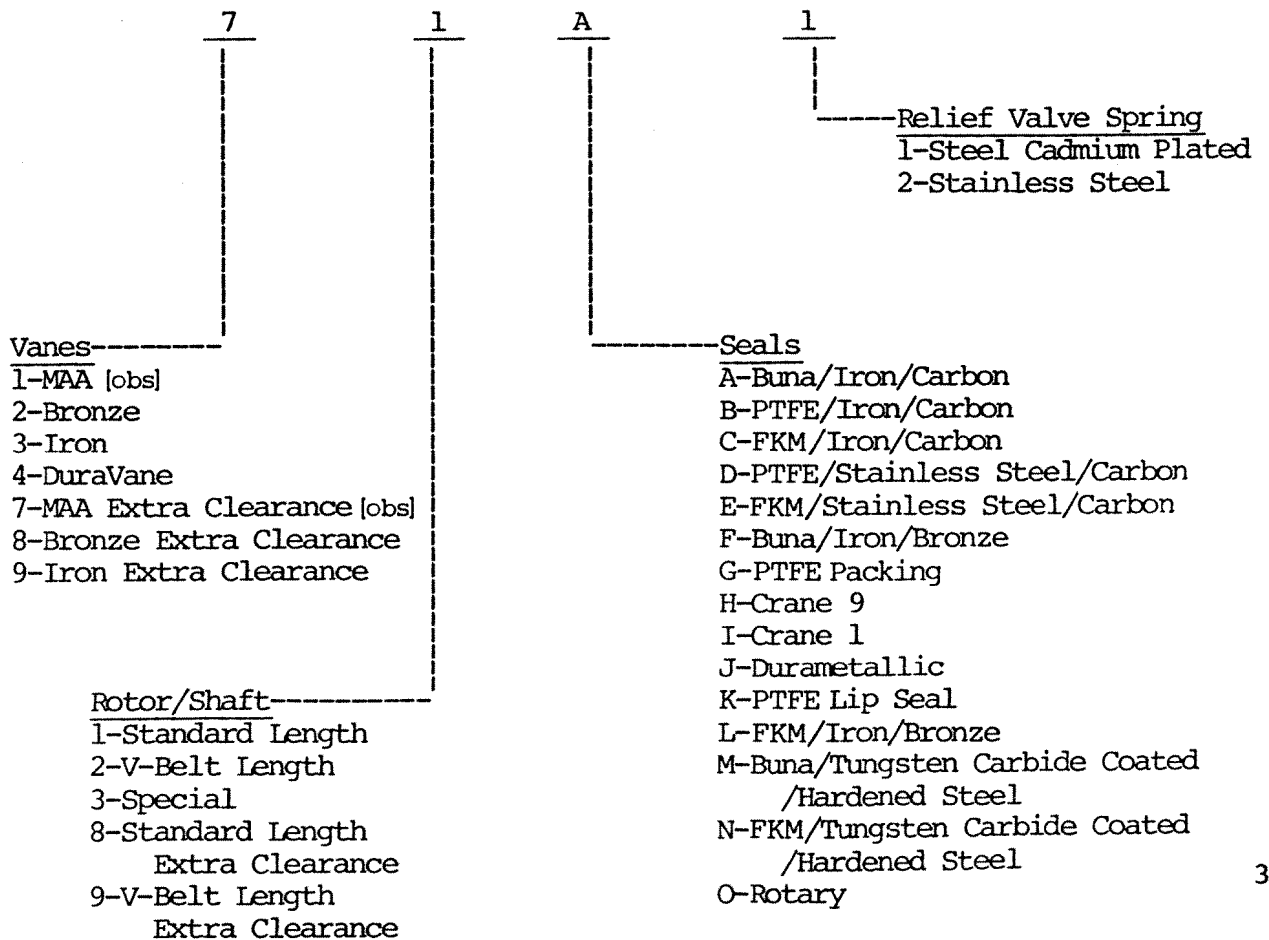 7 1 A 1
Relief Valve Spring
1-Steel Cadmium Plated
2-Stainless Steel
Vanes
1-MAA [obs]
2-Bronze
3-Iron
4-DuraVane
7-MAA Extra Clearance [obs]
8-Bronze Extra Clearance
9-Iron Extra Clearance
Rotor/Shaft
1-Standard Length
2-V-Belt Length
3-Special
8-Standard Length
Extra Clearance
9-V-Belt Length
Extra Clearance
Seals
A-Buna/Iron/Carbon
B-PTFE/Iron/Carbon
C-FKM/Iron/Carbon
D-PTFE/Stainless Steel/Carbon
E-FKM/Stainless Steel/Carbon
F-Buna/Iron/Bronze
G-PTFE Packing
H-Crane 9
I-Crane 1
J-Durametallic
K-PTFE Lip Seal
L-FKM/Iron/Bronze
M-Buna/Tungsten Carbide Coated
/Hardened Steel
N-FKM/Tungsten Carbide Coated
/Hardened Steel
O-Rotary
3